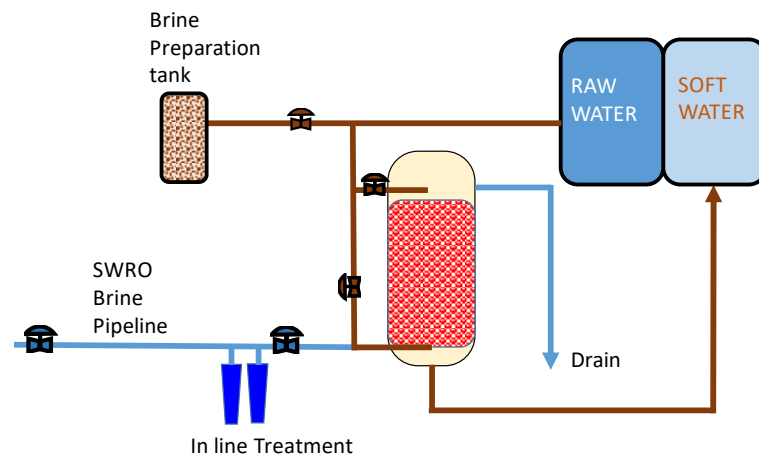 Brine
Preparation
tank
RAW
WATER
SOFT
WATER
SWRO
Brine
Pipeline
Drain
In line Treatment